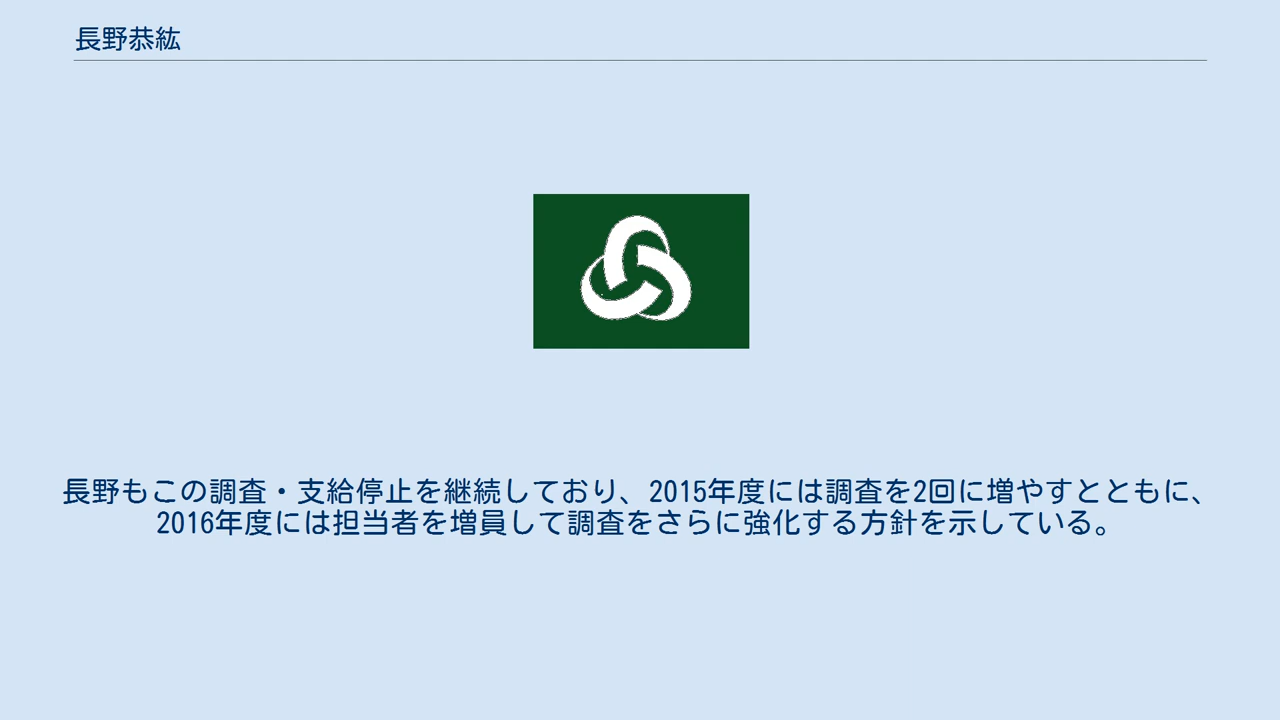 長野恭紘
長野もこの調査・支給停止を継続しており、2015年度には調査を2回に増やすとともに、
2016年度には担当者を増員して調査をさらに強化する方針を示している。